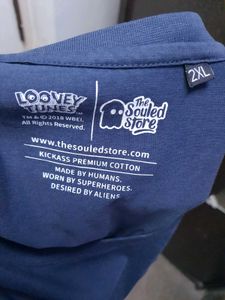 LOONEY
TUNES
TM & © 2018 WBEI.
All Rights Reserved.
The
Souled
Store
2XL
www.thesouledstore.com
KICKASS PREMIUM COTTON
MADE BY HUMANS.
WORN BY SUPERHEROES.
DESIRED BY ALIENS.